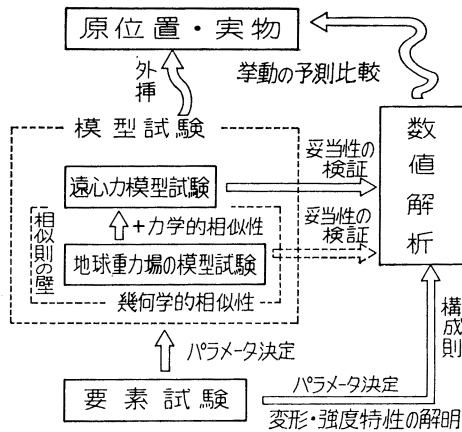 原位置・実物
外挿
挙動の予測比較
模型試験
数値解析
遠心力模型試験
妥当性の
検証
+力学的相似性
相似則の壁
妥当性の
検証
地球重力場の模型試験
幾何学的相似性
構成則
パラメータ決定
要素試験
パラメータ決定
変形・強度特性の解明